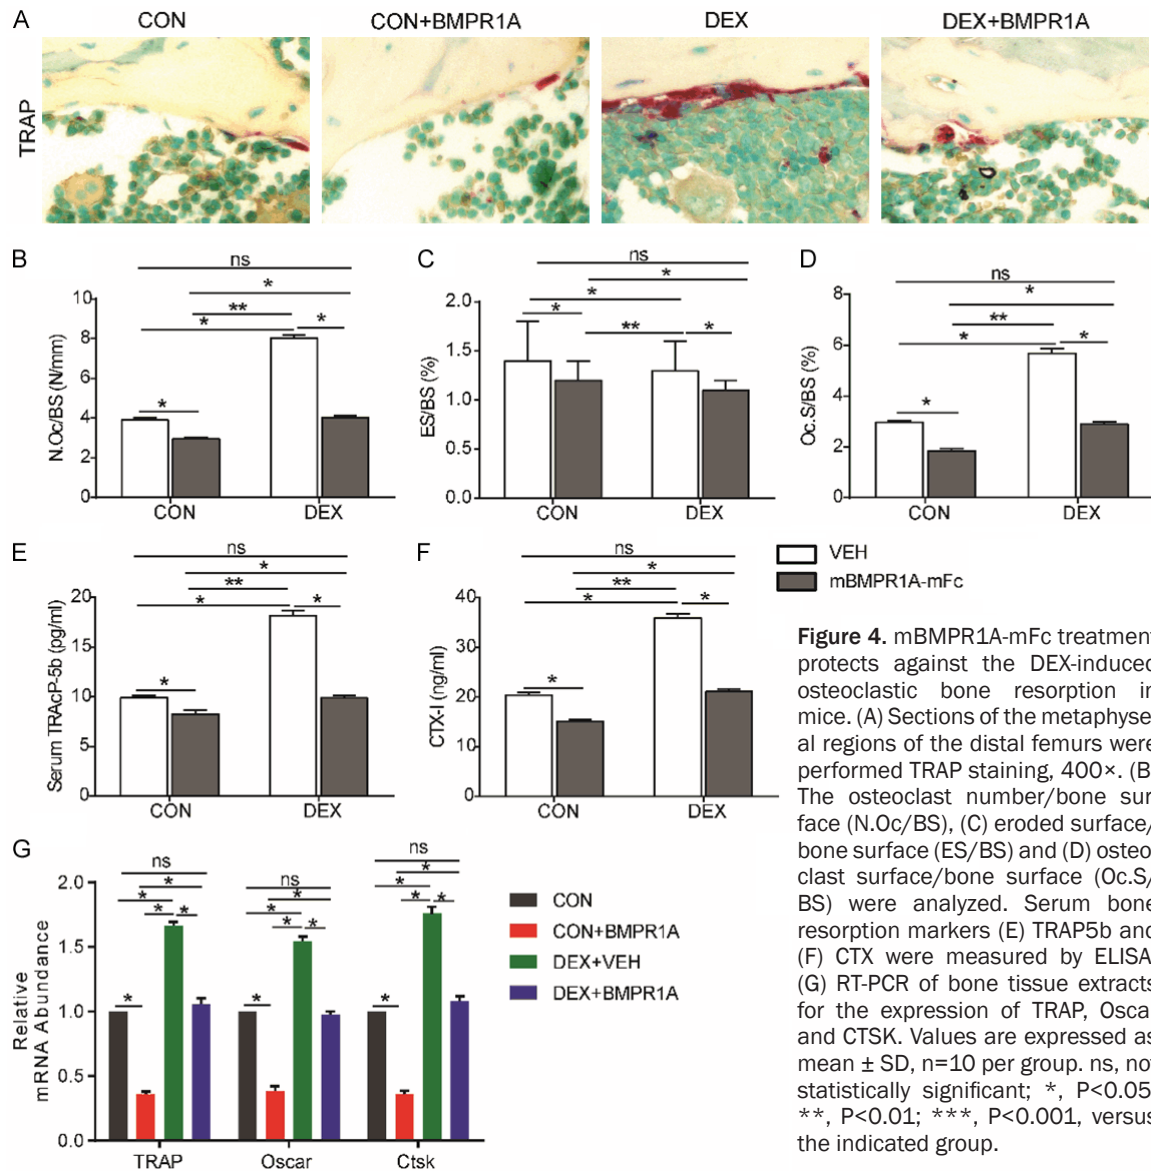 A
CON
CON+BMPR1A
DEX
DEX+BMPR1A
TRAP
B
N.Oc/BS (N/mm)
10
8
6
4
2
0
ns
*
**
*
*
*
CON
DEX
C
ES/BS (%)
2.0
1.5
1.0
0.5
0.0
ns
*
*
*
**
*
CON
DEX
D
Oc.S/BS (%)
8
6
4
2
0
ns
*
**
*
*
*
CON
DEX
E
Serum TRAcP-5b (pg/ml)
20
15
10
5
0
ns
*
**
*
*
*
CON
DEX
F
CTX-I (ng/ml)
40
30
20
10
0
ns
*
**
*
*
*
CON
DEX
VEH
mBMPR1A-mFc
G
Relative
mRNA Abundance
2.0
1.5
1.0
0.5
0.0
ns
*
*
*
*
*
ns
*
*
*
*
*
ns
*
*
*
*
*
TRAP
Oscar
Ctsk
CON
CON+BMPR1A
DEX+VEH
DEX+BMPR1A
Figure 4. mBMPR1A-mFc treatment
protects against the DEX-induced
osteoclastic bone resorption in
mice. (A) Sections of the metaphyse
al regions of the distal femurs were
performed TRAP staining, 400×. (B
The osteoclast number/bone sur
face (N.Oc/BS), (C) eroded surface/
bone surface (ES/BS) and (D) osteo
clast surface/bone surface (Oc.S/
BS) were analyzed. Serum bone
resorption markers (E) TRAP5b and
(F) CTX were measured by ELISA
(G) RT-PCR of bone tissue extracts
for the expression of TRAP, Oscar
and CTSK. Values are expressed as
mean ± SD, n=10 per group. ns, not
statistically significant; *, P<0.05
**, P<0.01; ***, P<0.001, versus
the indicated group.